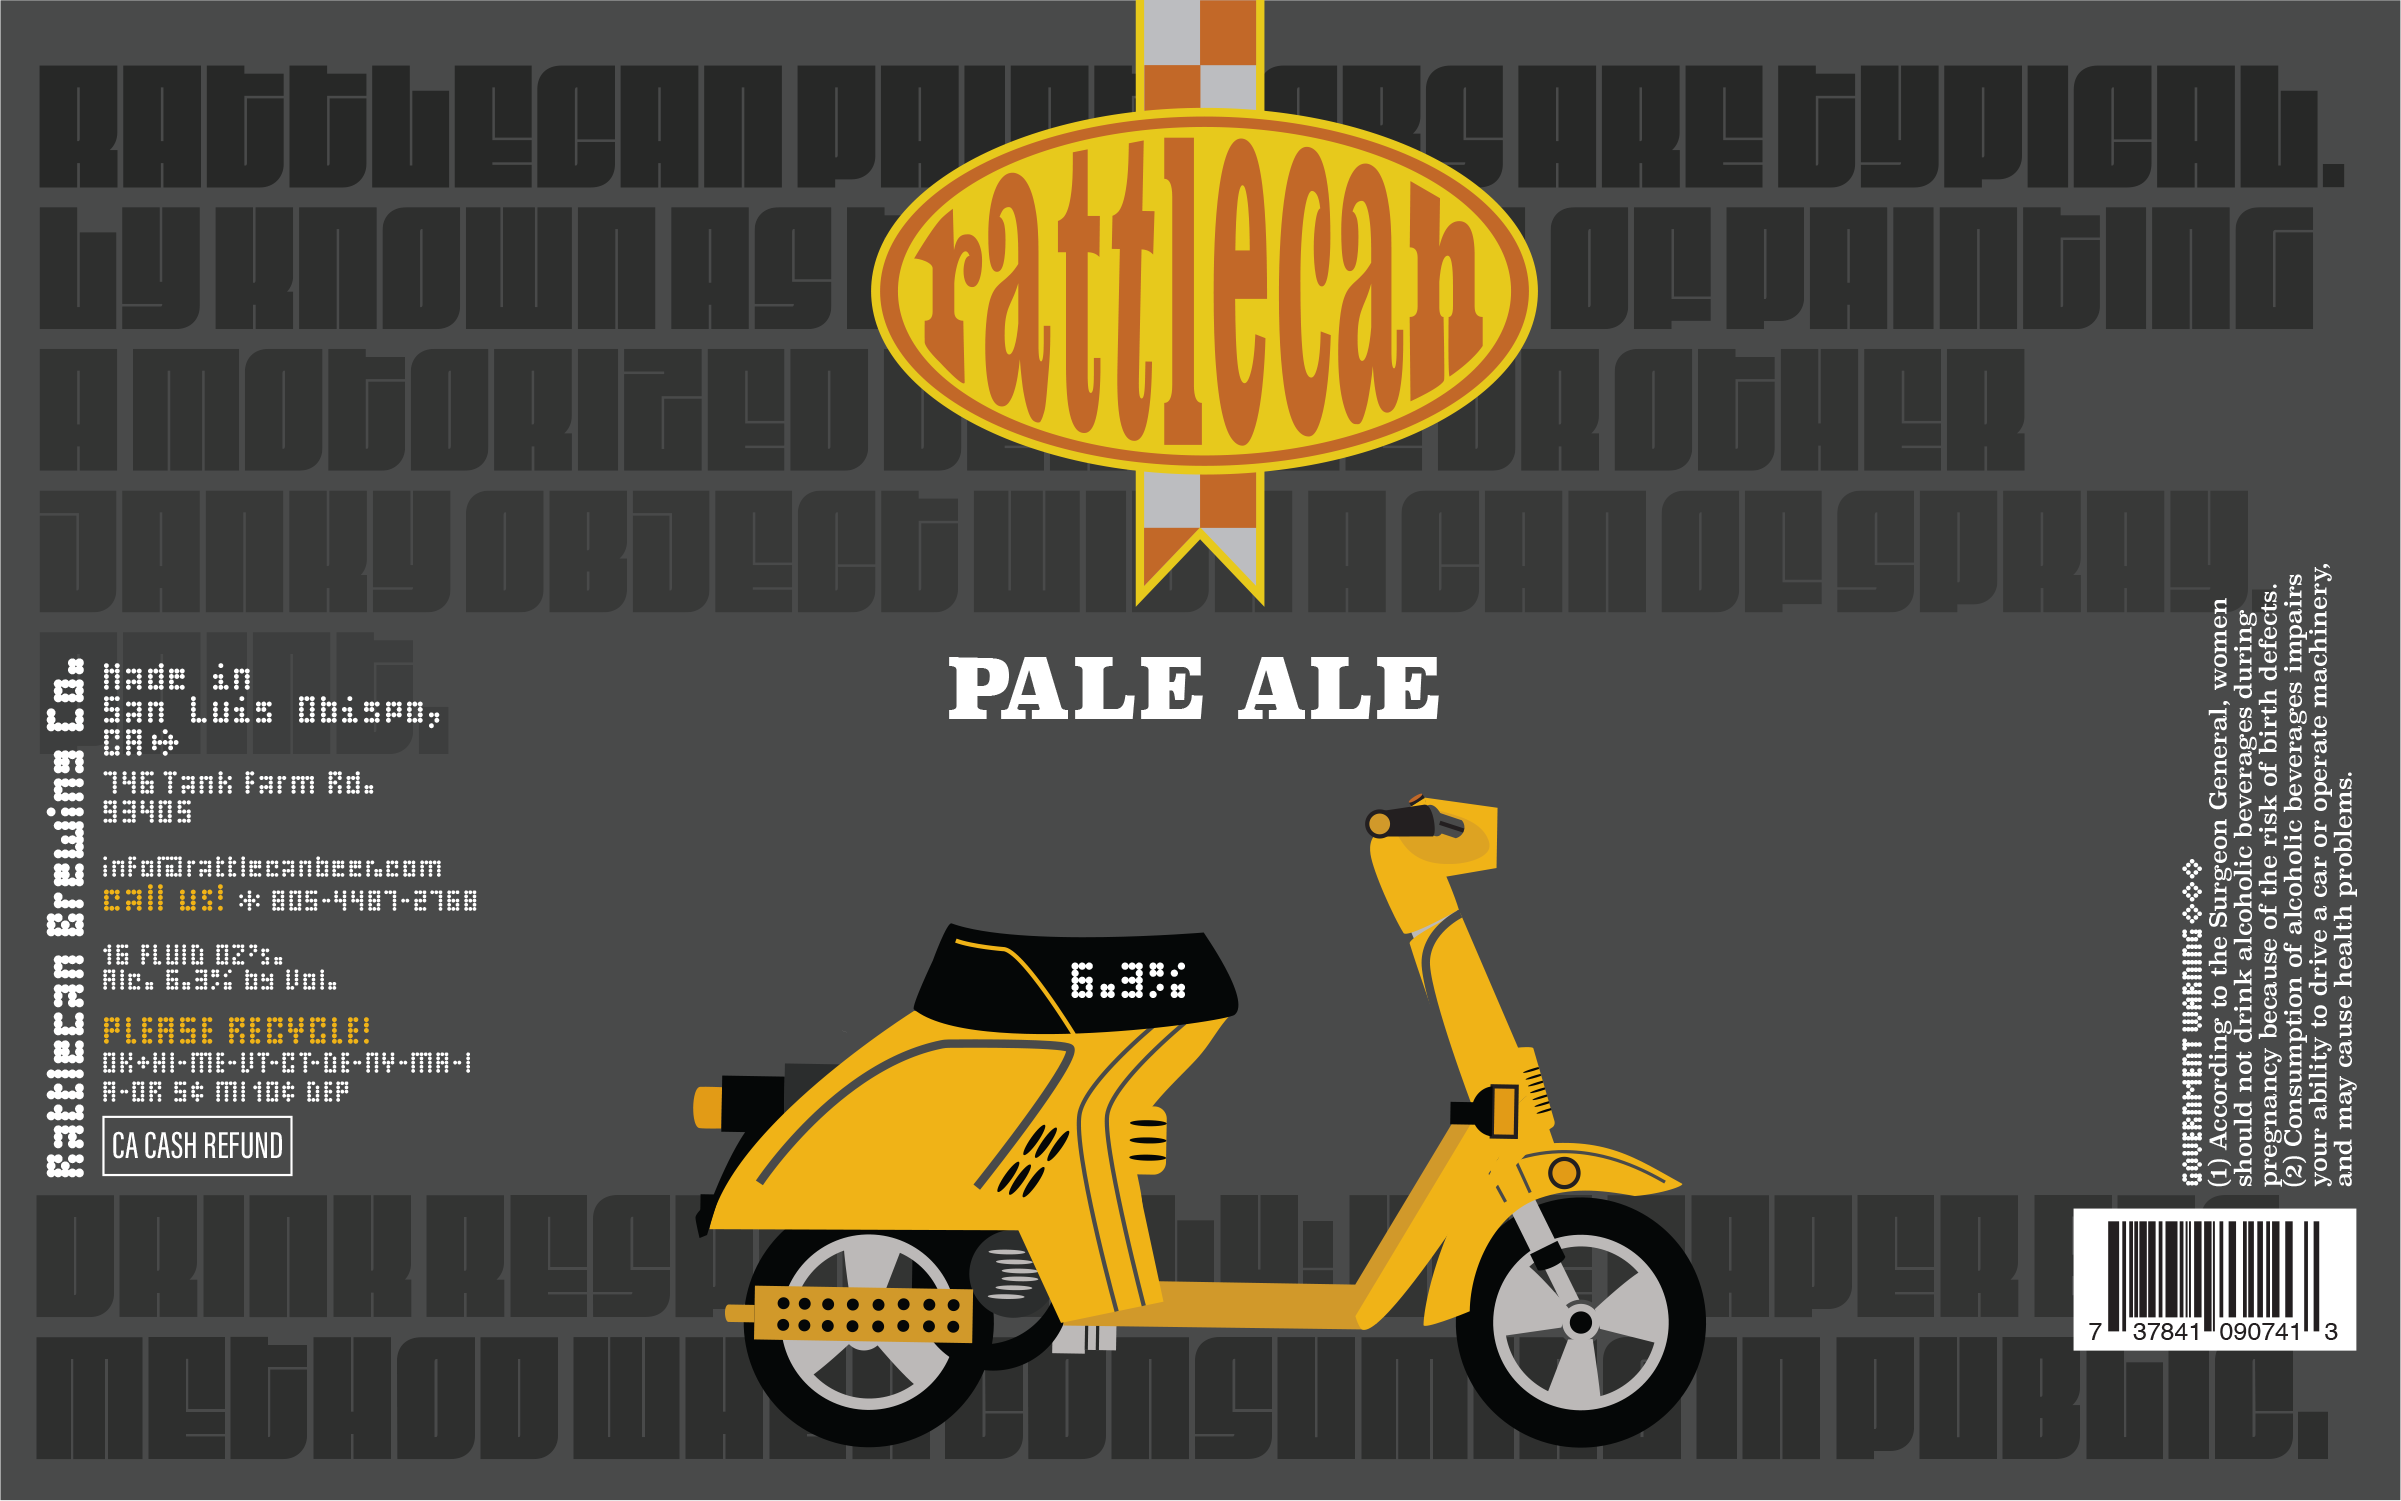 RATTLECAN ARE TYPICAL.
LY KNOWN AS OF PAINTING
A MOTORIZED OR OTHER
JANKY OBJECT WITH A CAN OF SPRAY
PAINT.
rattlecan
PALE ALE
6.3%
Rattlecan Brewing Co.
Made in
San Luis Obispo,
CA
746 Tank Farm Rd.
93405
info@rattlecanbeer.com
call us! * 805-4487-2768
16 FLUID OZ's.
Alc. 6.3% by Vol.
PLEASE RECYCLE!
OK+HI-ME-VT-CT-DE-NY-MA-I
A-OR 5¢ MI 10¢ DEP
CA CASH REFUND
GOVERNMENT WARNING
(1) According to the Surgeon General, women
should not drink alcoholic beverages during
pregnancy because of the risk of birth defects.
(2) Consumption of alcoholic beverages impairs
your ability to drive a car or operate machinery,
and may cause health problems.
DRINK
METHOD WHEN CONSUMING IN PUBLIC.
7 37841 090741 3